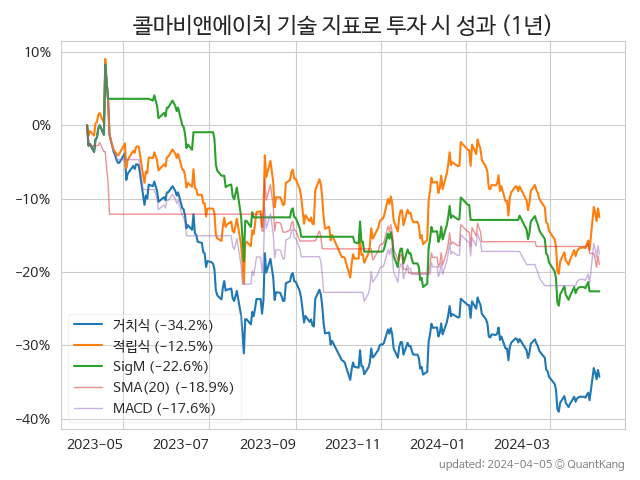 콜마비앤에이치 기술 지표로 투자 시 성과 (1년)
10%
0%
−10%
−20%
−30%
−40%
거치식 (−34.2%)
적립식 (−12.5%)
SigM (−22.6%)
SMA(20) (−18.9%)
MACD (−17.6%)
2023−05
2023−07
2023−09
2023−11
2024−01
2024−03
updated: 2024−04−05 © QuantKang